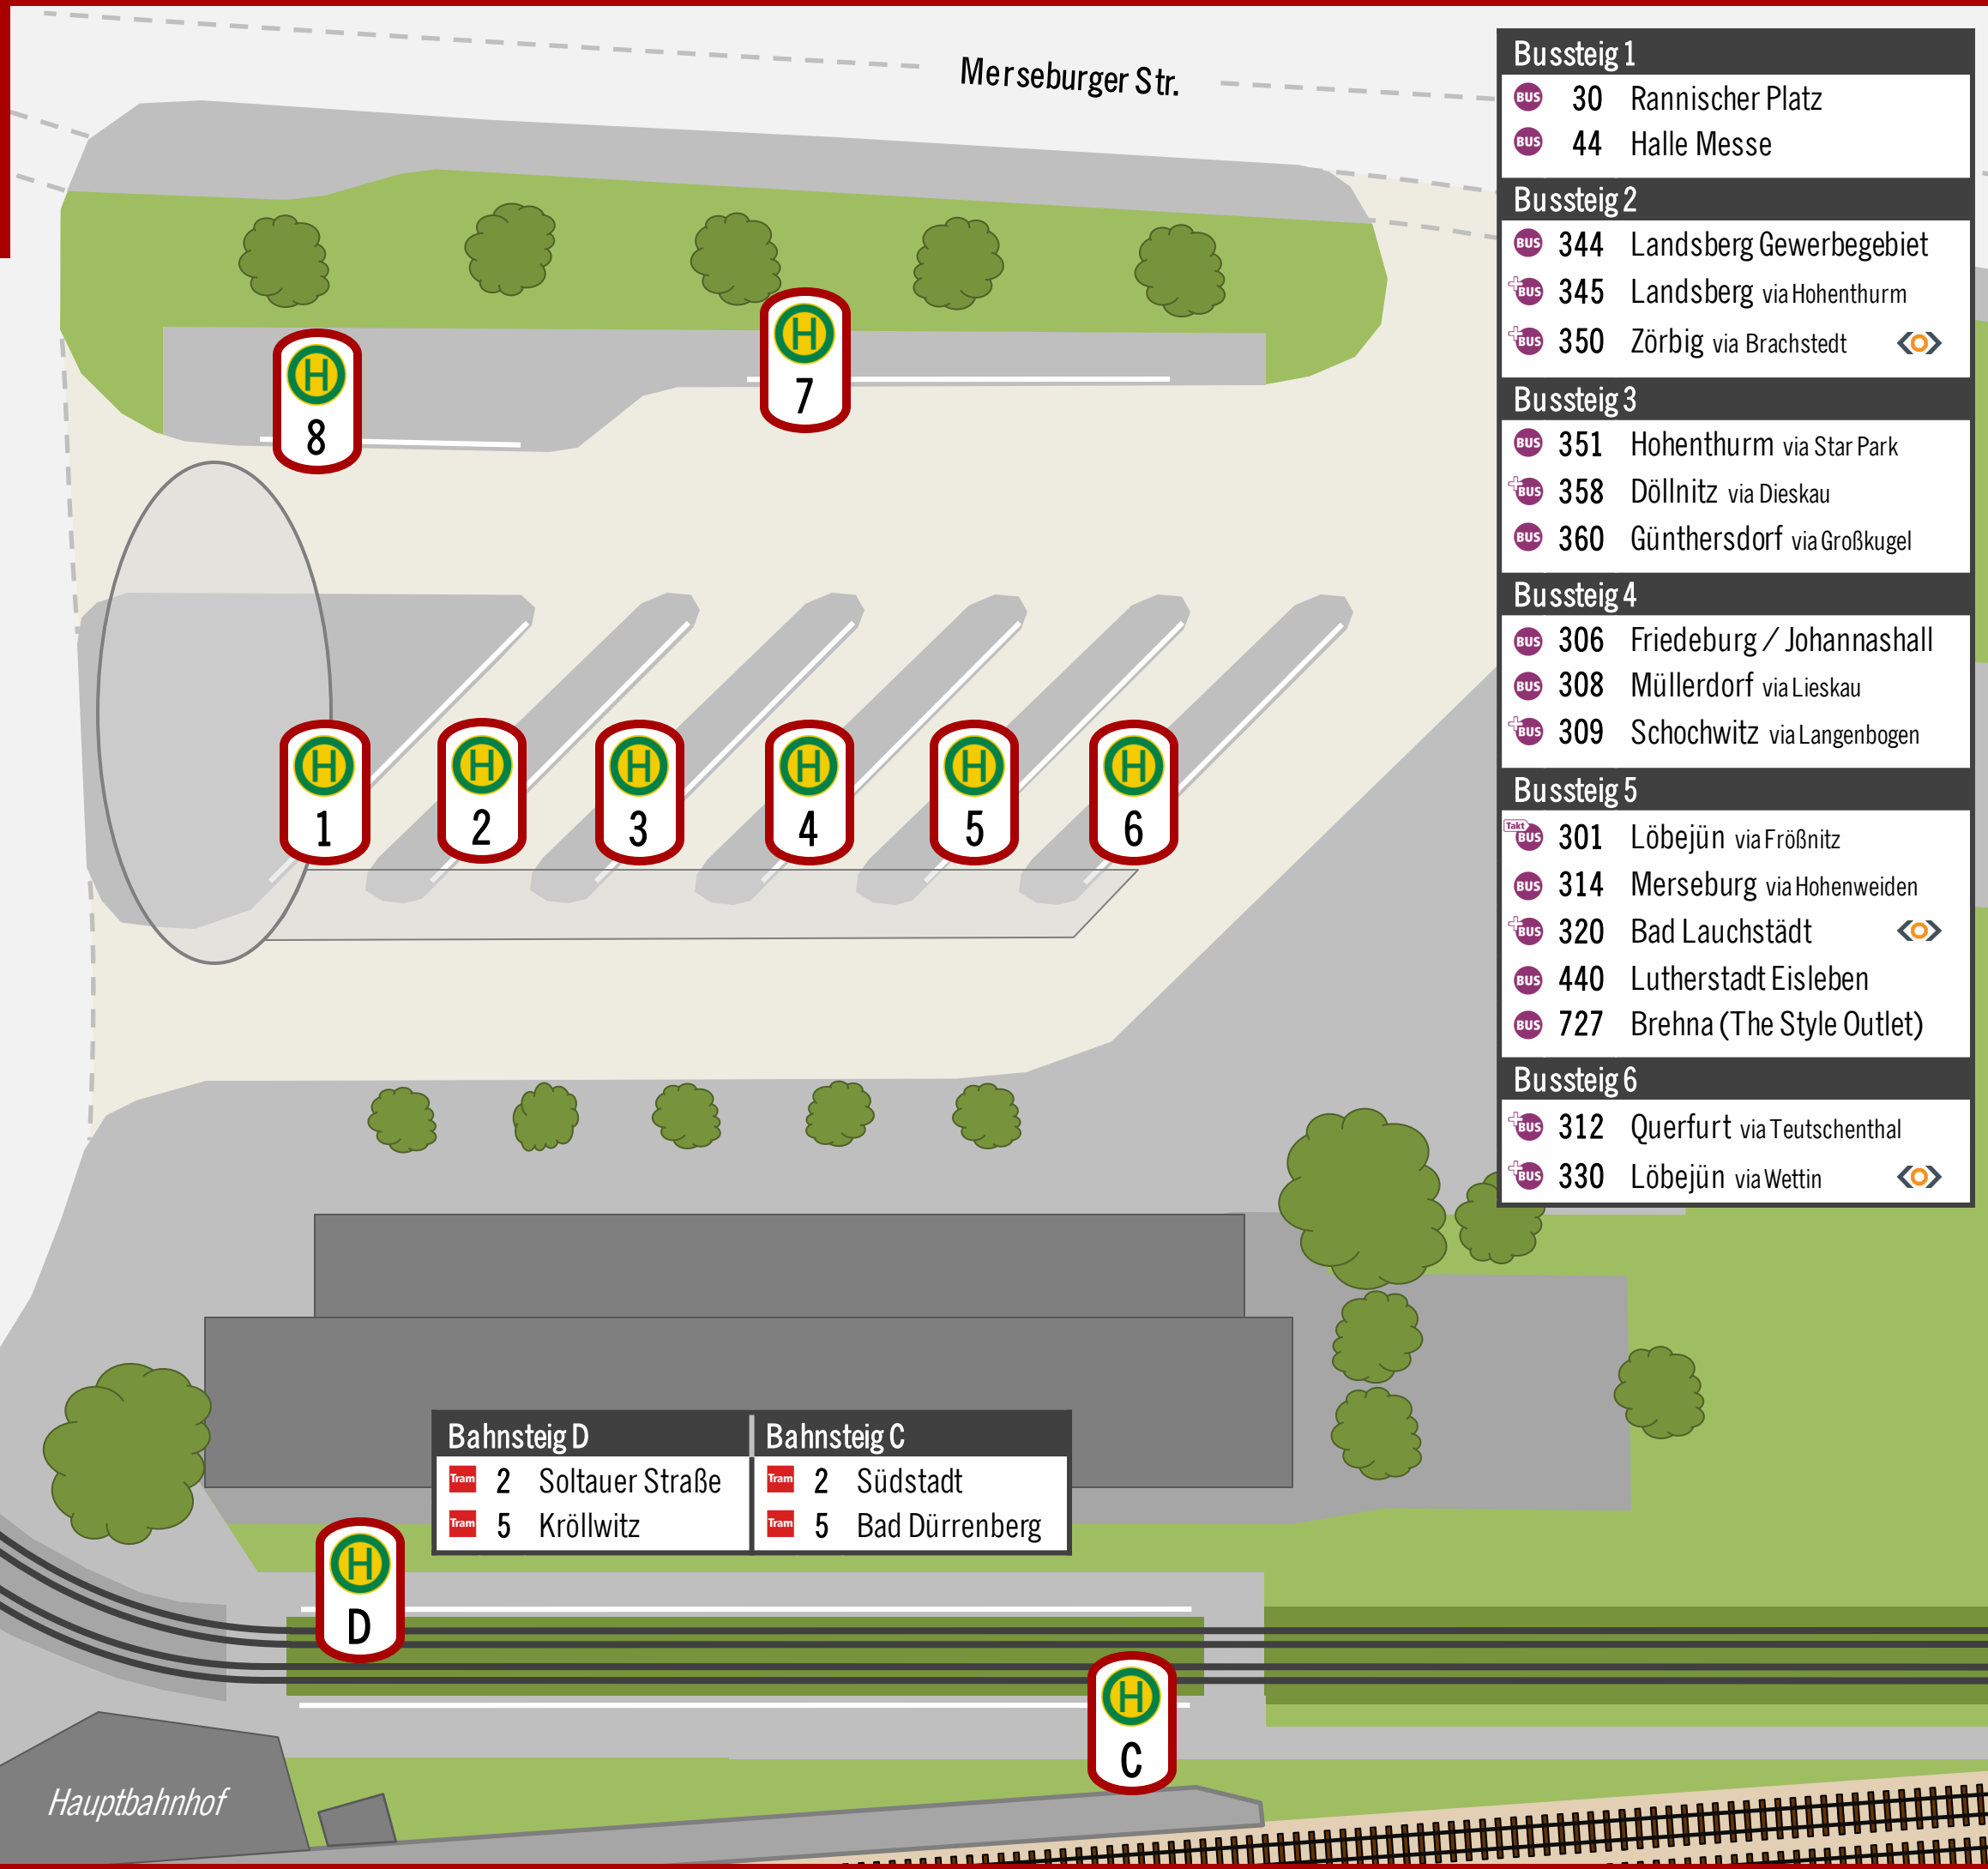 Merseburger Str.
Bussteig 1
BUS 30 Rannischer Platz
BUS 44 Halle Messe
Bussteig 2
BUS 344 Landsberg Gewerbegebiet
+BUS 345 Landsberg via Hohenthurm
+BUS 350 Zörbig via Brachstedt
Bussteig 3
BUS 351 Hohenthurm via Star Park
+BUS 358 Döllnitz via Dieskau
BUS 360 Günthersdorf via Großkugel
Bussteig 4
BUS 306 Friedeburg / Johannashall
BUS 308 Müllerdorf via Lieskau
+BUS 309 Schochwitz via Langenbogen
Bussteig 5
Takt BUS 301 Löbejün via Frößnitz
BUS 314 Merseburg via Hohenweiden
+BUS 320 Bad Lauchstädt
BUS 440 Lutherstadt Eisleben
BUS 727 Brehna (The Style Outlet)
Bussteig 6
+BUS 312 Querfurt via Teutschenthal
+BUS 330 Löbejün via Wettin
H
8
H
7
H
1
H
2
H
3
H
4
H
5
H
6
Bahnsteig D
Tram 2 Soltauer Straße
Tram 5 Kröllwitz
Bahnsteig C
Tram 2 Südstadt
Tram 5 Bad Dürrenberg
H
D
H
C
Hauptbahnhof